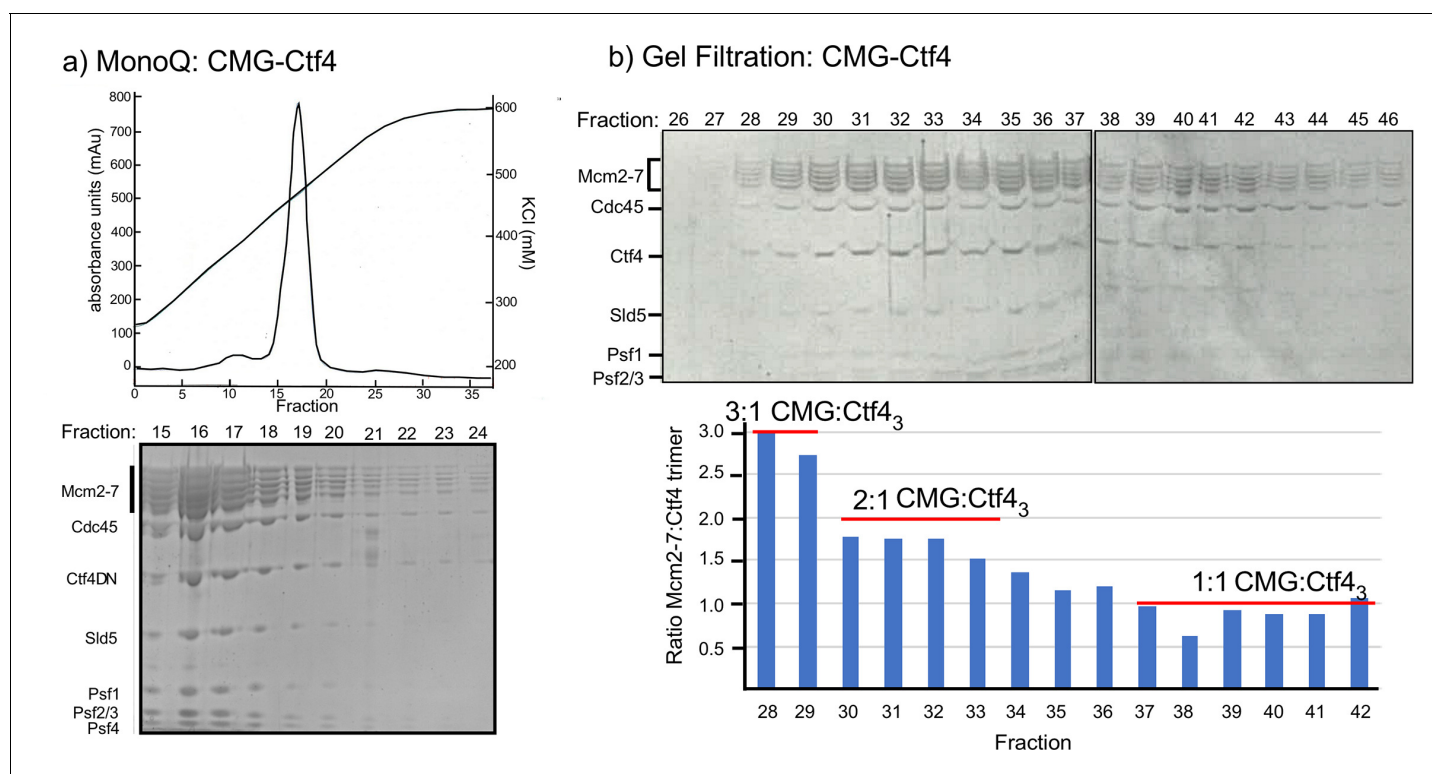 a) MonoQ: CMG-Ctf4
800
700
600
500
400
300
200
100
0
absorbance units (mAu)
600
500
400
300
200
KCl (mM)
0 5 10 15 20 25 30 35
Fraction
Fraction: 15 16 17 18 19 20 21 22 23 24
Mcm2-7
Cdc45
Ctf4DN
Sld5
Psf1
Psf2/3
Psf4
b) Gel Filtration: CMG-Ctf4
Fraction: 26 27 28 29 30 31 32 33 34 35 36 37 38 39 40 41 42 43 44 45 46
Mcm2-7
Cdc45
Ctf4
Sld5
Psf1
Psf2/3
3:1 CMG:Ctf43
2:1 CMG:Ctf43
1:1 CMG:Ctf43
3.0
2.5
2.0
1.5
1.0
0.5
Ratio Mcm2-7:Ctf4 trimer
28 29 30 31 32 33 34 35 36 37 38 39 40 41 42
Fraction